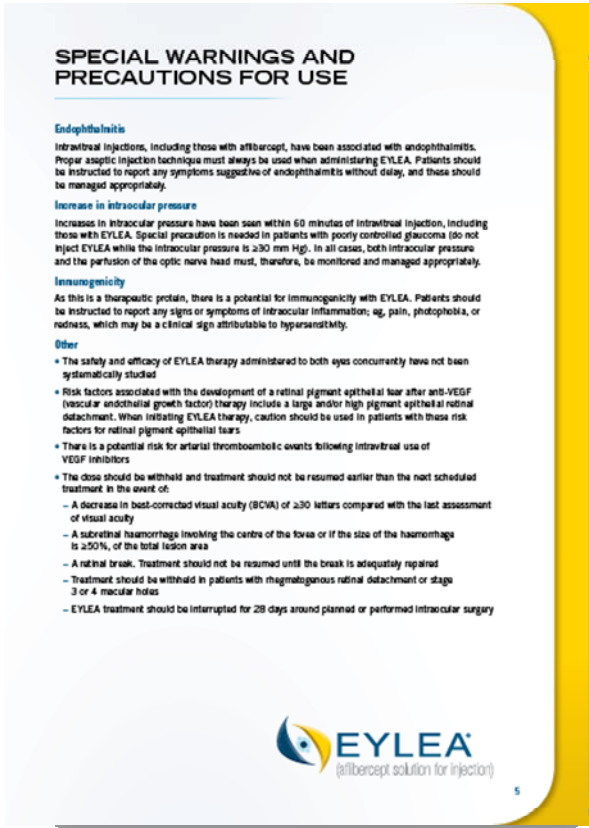 SPECIAL WARNINGS AND
PRECAUTIONS FOR USE
Endophthalmitis
Intravitreal injections, including those with aflibercept, have been associated with endophthalmitis.
Proper aseptic injection technique must always be used when administering EYLEA. Patients should
be instructed to report any symptoms suggestive of endophthalmitis without delay, and these should
be managed appropriately.
Increase in intraocular pressure
Increases in intraocular pressure have been seen within 60 minutes of intravitreal injection, including
those with EYLEA. Special precaution is needed in patients with poorly controlled glaucoma (do not
inject EYLEA while the intraocular pressure is ≥30 mm Hg). In all cases, both intraocular pressure
and the perfusion of the optic nerve head must, therefore, be monitored and managed appropriately.
Immunogenicity
As this is a therapeutic protein, there is a potential for immunogenicity with EYLEA. Patients should
be instructed to report any signs or symptoms of intraocular inflammation; eg, pain, photophobia, or
redness, which may be a clinical sign attributable to hypersensitivity.
Other
• The safety and efficacy of EYLEA therapy administered to both eyes concurrently have not been
systematically studied
• Risk factors associated with the development of a retinal pigment epithelial tear after anti-VEGF
(vascular endothelial growth factor) therapy include a large and/or high pigment epithelial retinal
detachment. When initiating EYLEA therapy, caution should be used in patients with these risk
factors for retinal pigment epithelial tears
• There is a potential risk for arterial thromboembolic events following intravitreal use of
VEGF inhibitors
• The dose should be withheld and treatment should not be resumed earlier than the next scheduled
treatment in the event of:
– A decrease in best-corrected visual acuity (BCVA) of ≥30 letters compared with the last assessment
of visual acuity
– A subretinal haemorrhage involving the centre of the fovea or if the size of the haemorrhage
is ≥50%, of the total lesion area
– A retinal break. Treatment should not be resumed until the break is adequately repaired
– Treatment should be withheld in patients with rhegmatogenous retinal detachment or stage
3 or 4 macular holes
– EYLEA treatment should be interrupted for 28 days around planned or performed intraocular surgery
EYLEA®
(aflibercept solution for injection)
5